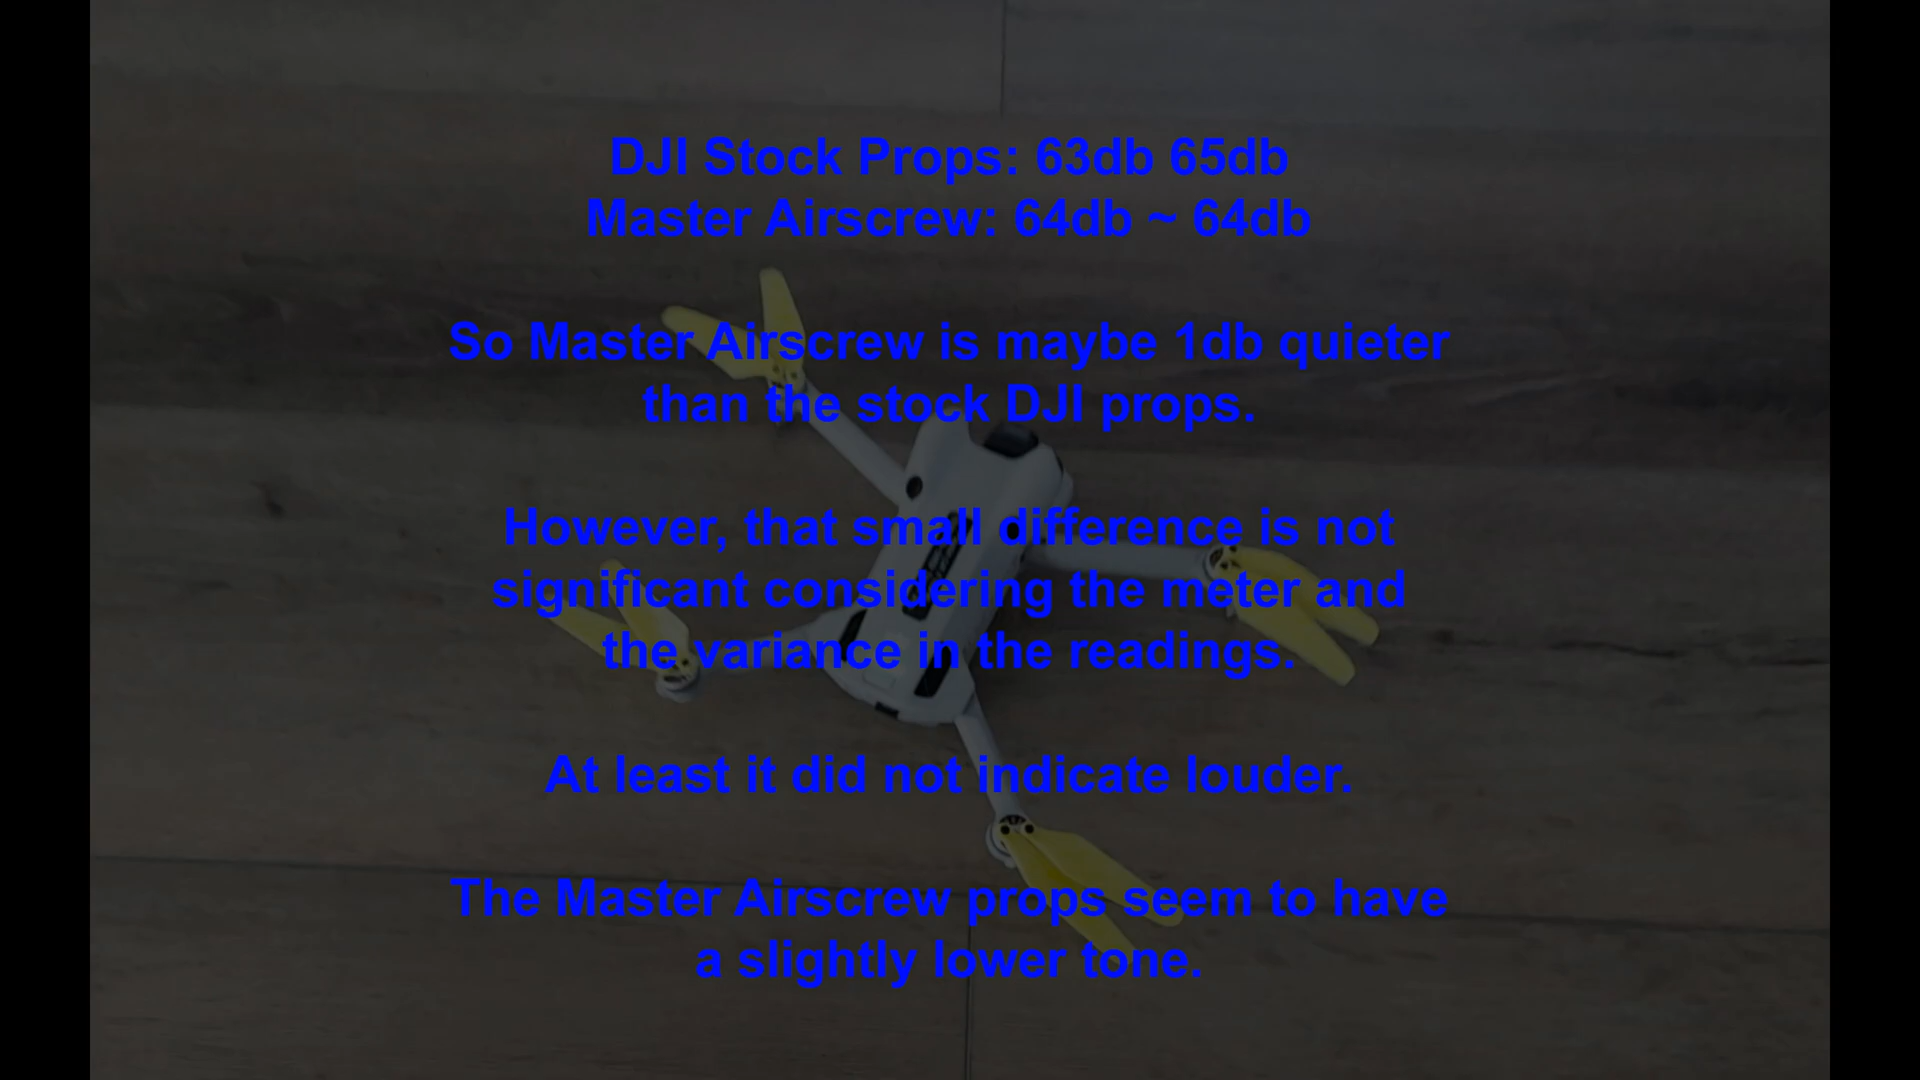 DJI Stock Props: 63db 65db
Master Airscrew: 64db ~ 64db
So Master Airscrew is maybe 1db quieter
than the stock DJI props.
However, that small difference is not
significant considering the meter and
the variance in the readings.
At least it did not indicate louder.
The Master Airscrew props seem to have
a slightly lower tone.